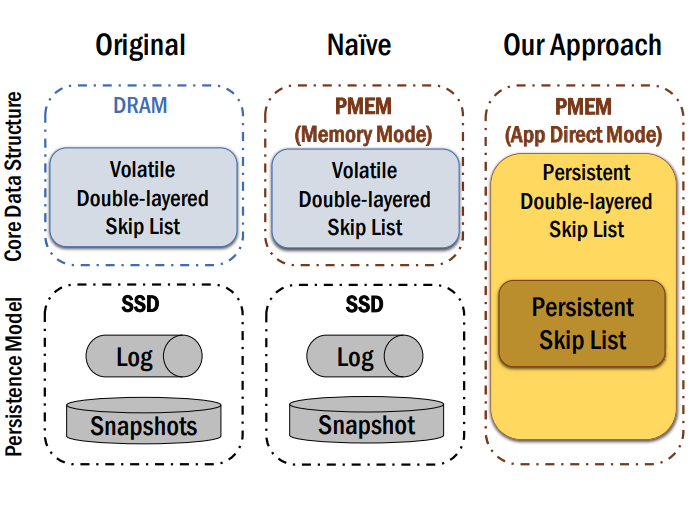 Original
Naïve
Our Approach
Core Data Structure
DRAM
Volatile
Double-layered
Skip List
PMEM
(Memory Mode)
Volatile
Double-layered
Skip List
PMEM
(App Direct Mode)
Persistent
Double-layered
Skip List
Persistent
Skip List
Persistence Model
SSD
Log
Snapshots
SSD
Log
Snapshot